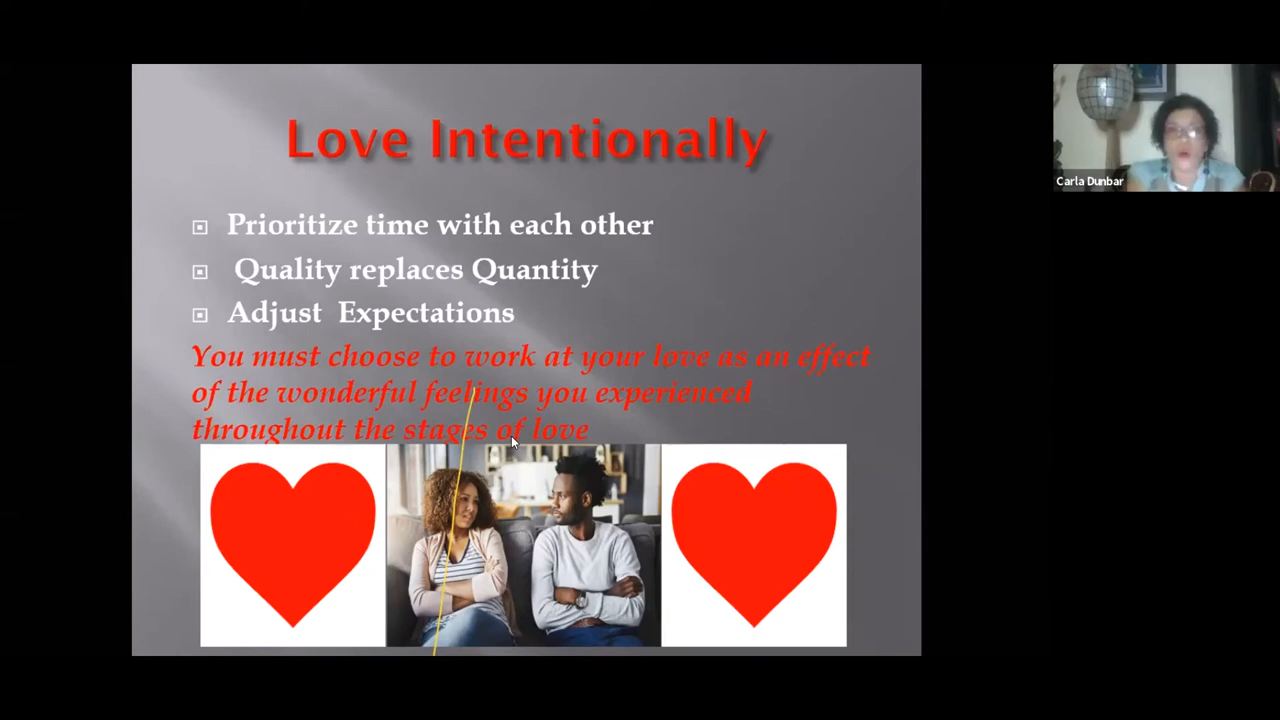 Love Intentionally
Prioritize time with each other
Quality replaces Quantity
Adjust Expectations
You must choose to work at your love as an effect
of the wonderful feelings you experienced
throughout the stages of love
Carla Dunbar